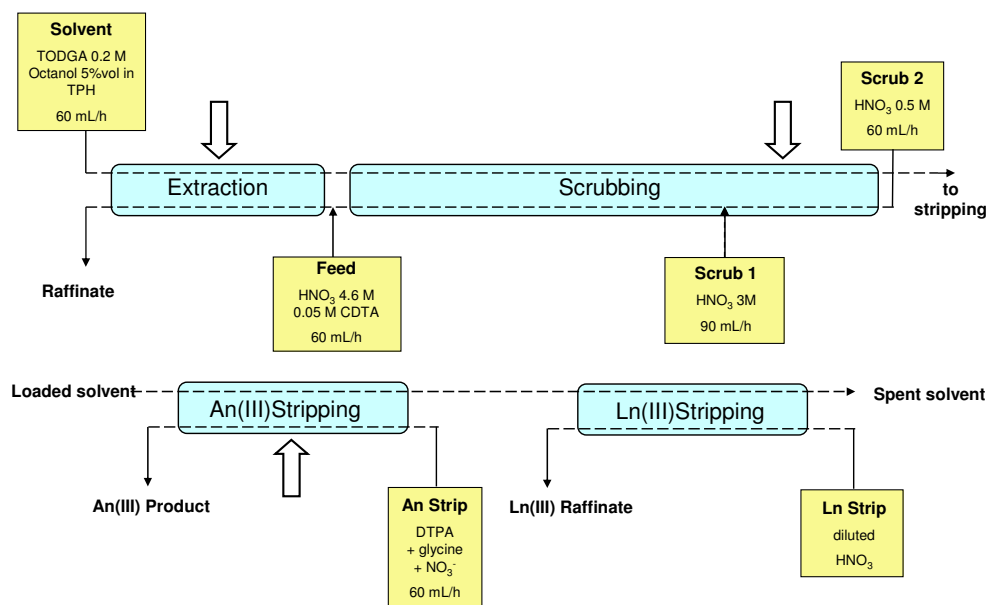 Solvent
TODGA 0.2 M
Octanol 5%vol in
TPH
60 mL/h
Scrub 2
HNO₃ 0.5 M
60 mL/h
Extraction
Scrubbing
to
stripping
Raffinate
Feed
HNO₃ 4.6 M
0.05 M CDTA
60 mL/h
Scrub 1
HNO₃ 3M
90 mL/h
Loaded solvent
An(III)Stripping
Ln(III)Stripping
Spent solvent
An(III) Product
An Strip
DTPA
+ glycine
+ NO₃⁻
60 mL/h
Ln(III) Raffinate
Ln Strip
diluted
HNO₃